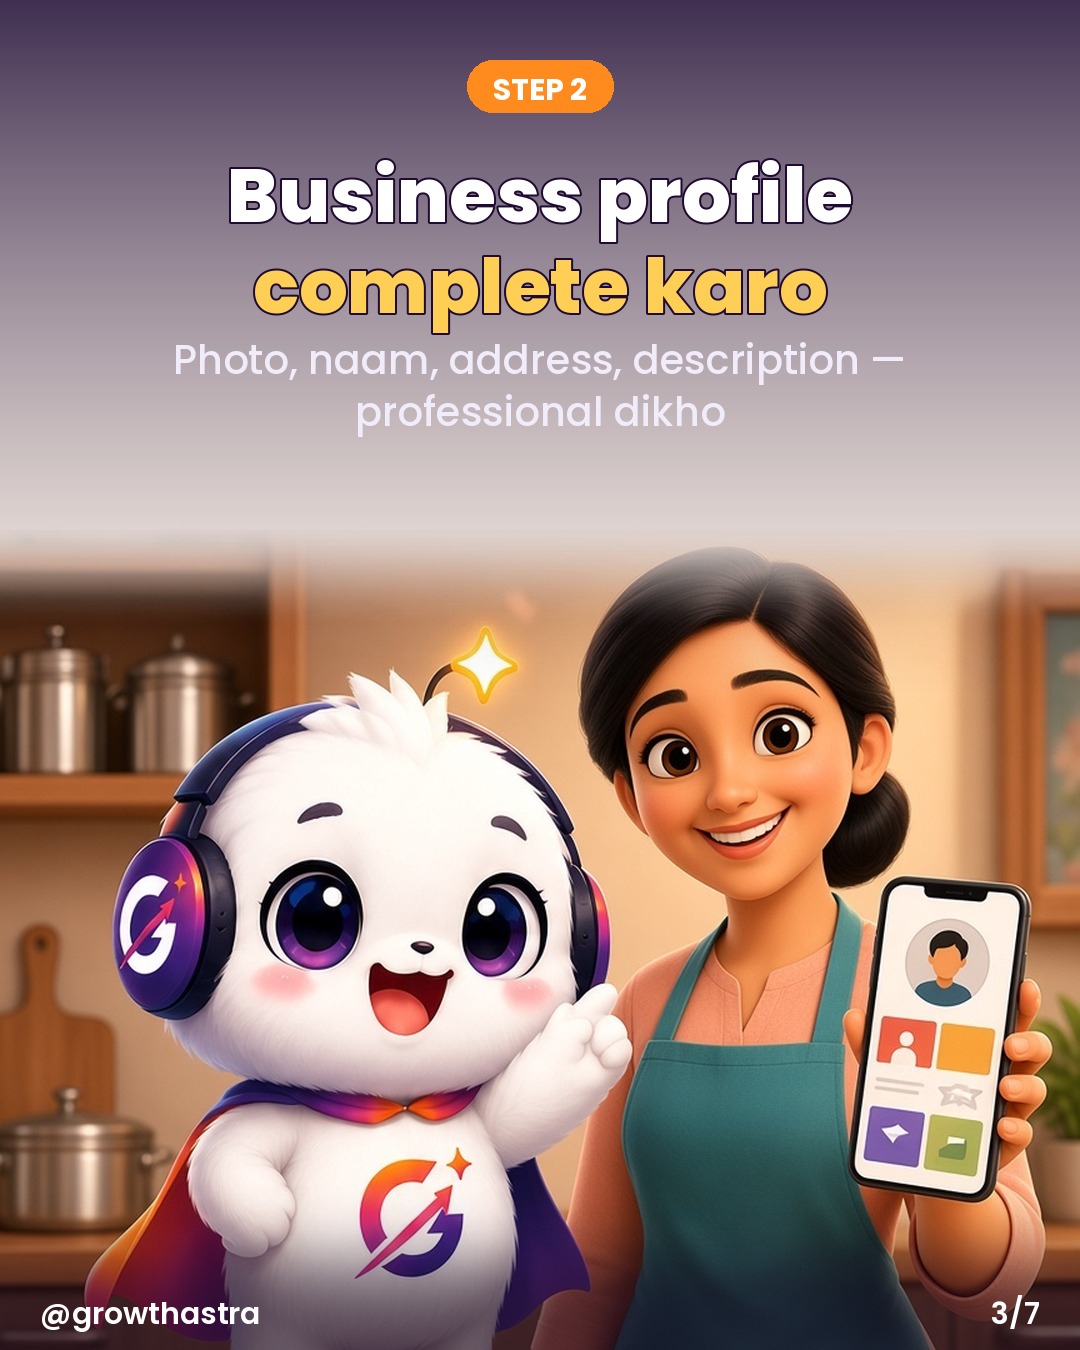 STEP 2
Business profile
complete karo
Photo, naam, address, description —
professional dikho
G
G
@growthastra
3/7